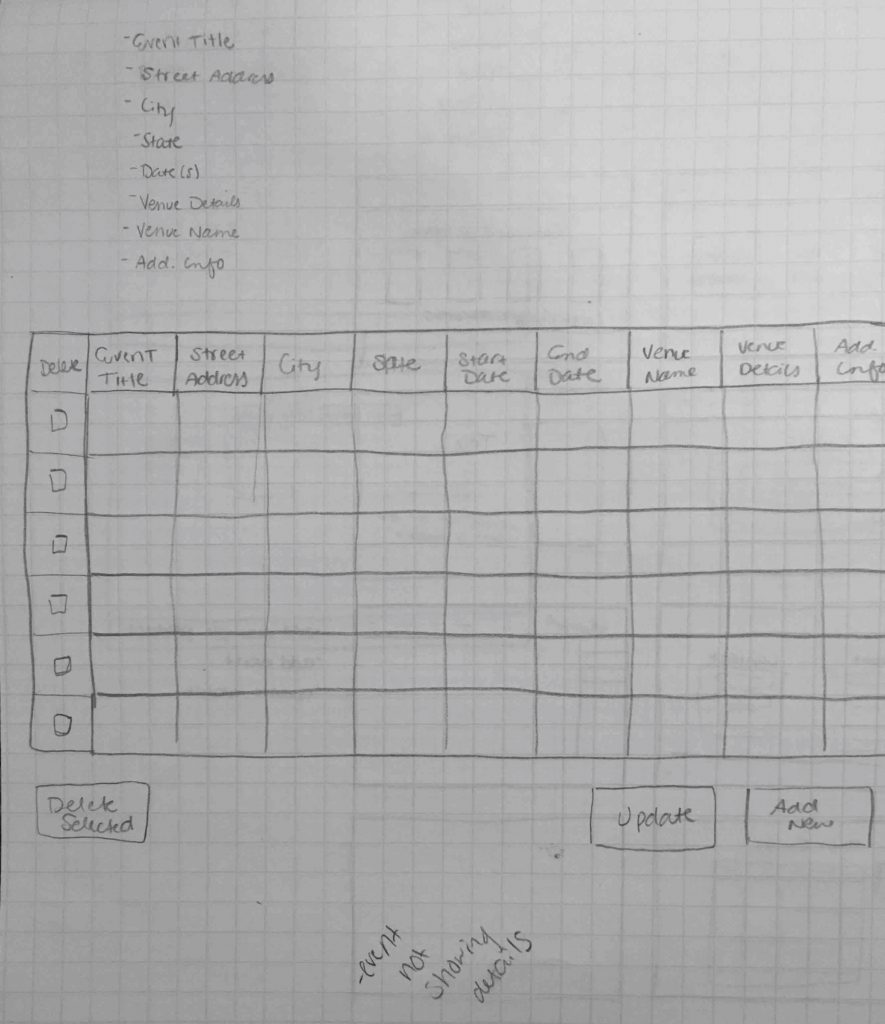 - Event Title
- Street Address
- City
- State
- Date(s)
- Venue Details
- Venue Name
- Add. Info
Delete Event Title Street Address City State Start Date End Date Venue Name Venue Details Add. Info
Delete Selected
Update
Add New
- event
not
showing
details